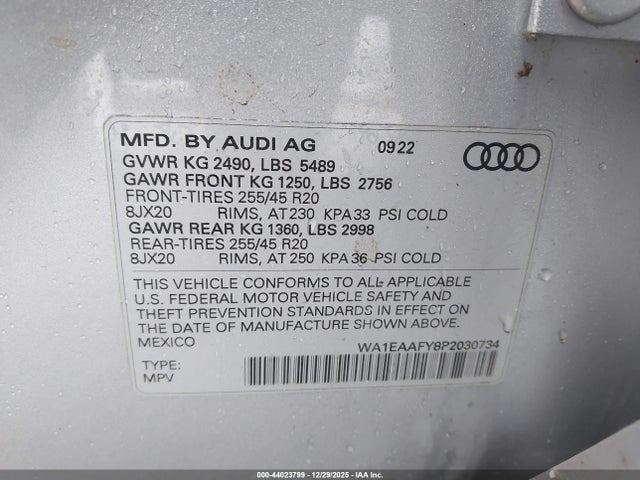 MFD. BY AUDI AG 09 22
GVWR KG 2490, LBS 5489
GAWR FRONT KG 1250, LBS 2756
FRONT-TIRES 255/45 R20
8JX20 RIMS, AT 230 KPA 33 PSI COLD
GAWR REAR KG 1360, LBS 2998
REAR-TIRES 255/45 R20
8JX20 RIMS, AT 250 KPA 36 PSI COLD
THIS VEHICLE CONFORMS TO ALL APPLICABLE
U.S. FEDERAL MOTOR VEHICLE SAFETY AND
THEFT PREVENTION STANDARDS IN EFFECT ON
THE DATE OF MANUFACTURE SHOWN ABOVE.
MEXICO WA1EAAFY8P2030734
TYPE:
MPV
000-44023799 - 12/29/2025 - IAA Inc.